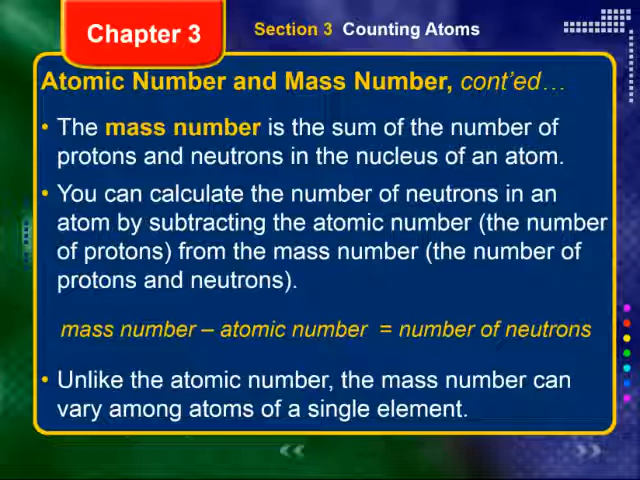 Chapter 3
Section 3 Counting Atoms
Atomic Number and Mass Number, cont'ed…
• The mass number is the sum of the number of
protons and neutrons in the nucleus of an atom.
• You can calculate the number of neutrons in an
atom by subtracting the atomic number (the number
of protons) from the mass number (the number of
protons and neutrons).
mass number – atomic number = number of neutrons
• Unlike the atomic number, the mass number can
vary among atoms of a single element.